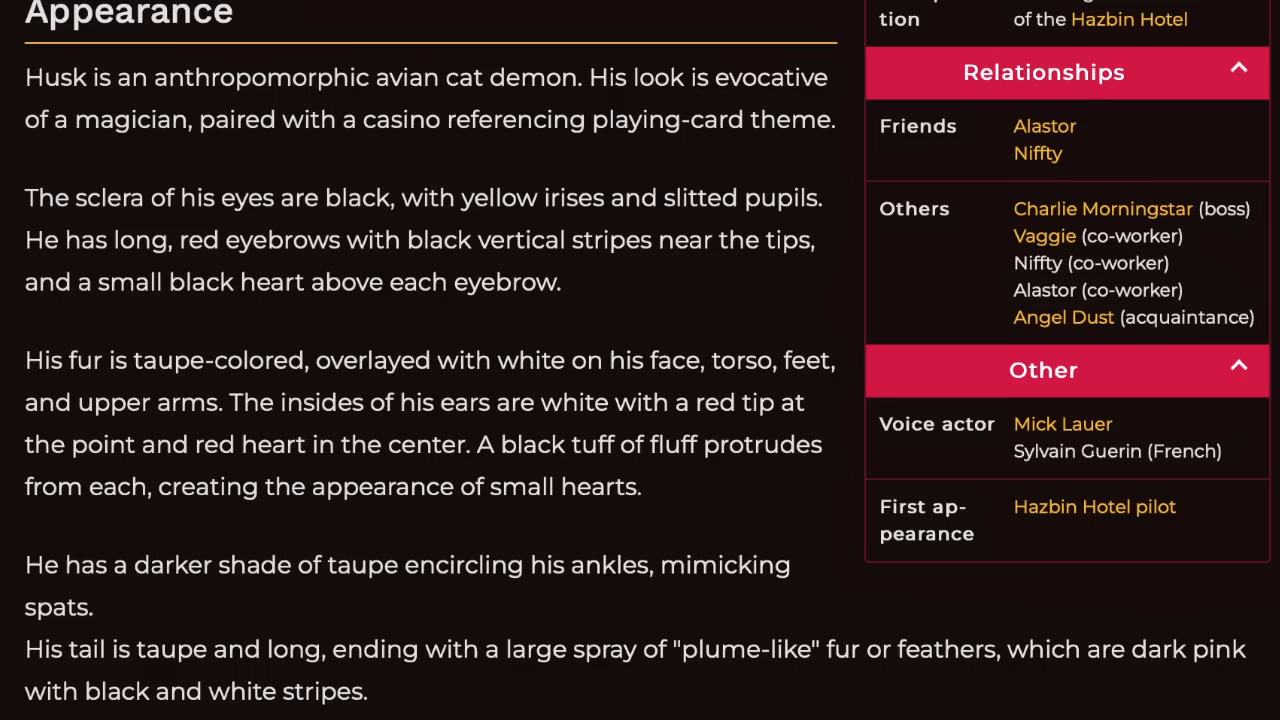 Appearance
Husk is an anthropomorphic avian cat demon. His look is evocative
of a magician, paired with a casino referencing playing-card theme.
The sclera of his eyes are black, with yellow irises and slitted pupils.
He has long, red eyebrows with black vertical stripes near the tips,
and a small black heart above each eyebrow.
His fur is taupe-colored, overlayed with white on his face, torso, feet,
and upper arms. The insides of his ears are white with a red tip at
the point and red heart in the center. A black tuff of fluff protrudes
from each, creating the appearance of small hearts.
He has a darker shade of taupe encircling his ankles, mimicking
spats.
His tail is taupe and long, ending with a large spray of "plume-like" fur or feathers, which are dark pink
with black and white stripes.
tion
of the Hazbin Hotel
Relationships
Friends
Alastor
Niffty
Others
Charlie Morningstar (boss)
Vaggie (co-worker)
Niffty (co-worker)
Alastor (co-worker)
Angel Dust (acquaintance)
Other
Voice actor
Mick Lauer
Sylvain Guerin (French)
First ap-
pearance
Hazbin Hotel pilot